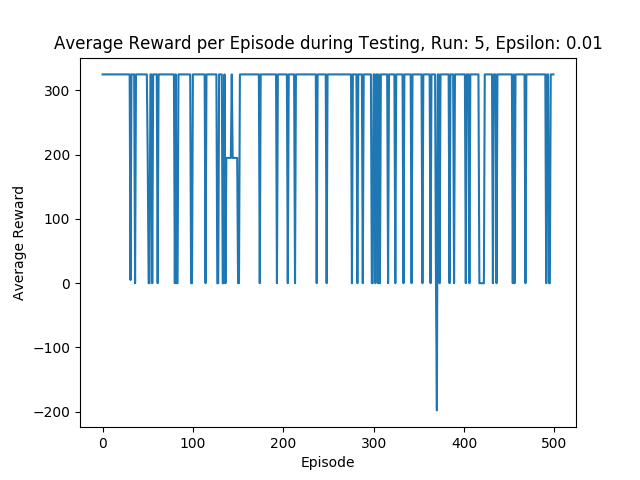 Average Reward per Episode during Testing, Run: 5, Epsilon: 0.01
300
200
100
0
−100
−200
Average Reward
0 100 200 300 400 500
Episode